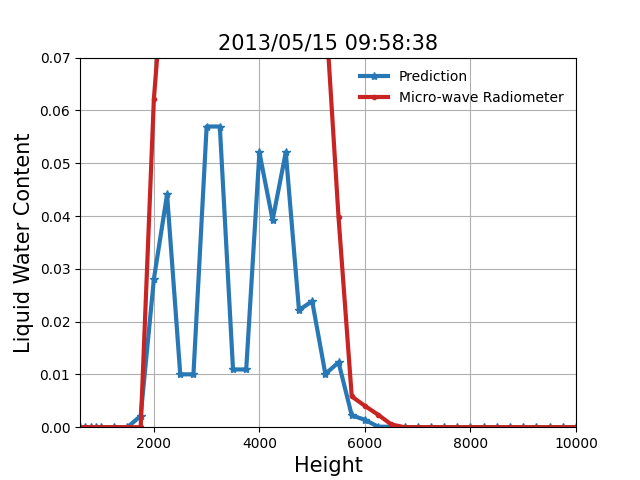 2013/05/15 09:58:38
0.07
0.06
0.05
0.04
0.03
0.02
0.01
0.00
Liquid Water Content
Prediction
Micro-wave Radiometer
2000 4000 6000 8000 10000
Height